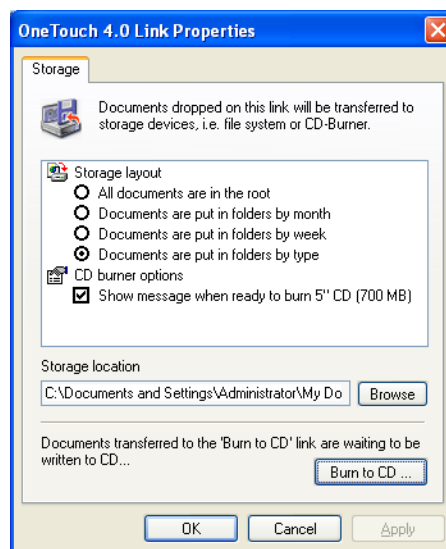 OneTouch 4.0 Link Properties
Storage
Documents dropped on this link will be transferred to
storage devices, i.e. file system or CD-Burner.
Storage layout
All documents are in the root
Documents are put in folders by month
Documents are put in folders by week
Documents are put in folders by type
CD burner options
Show message when ready to burn 5" CD (700 MB)
Storage location
C:\Documents and Settings\Administrator\My Do
Browse
Documents transferred to the 'Burn to CD' link are waiting to be
written to CD...
Burn to CD ...
OK
Cancel
Apply